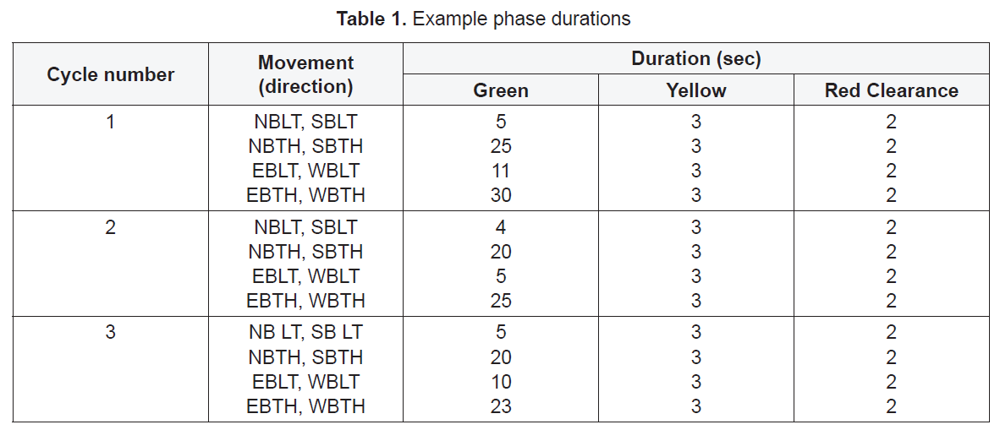 Table 1. Example phase durations
Cycle number Movement (direction) Duration (sec)
Green Yellow Red Clearance
1 NBLT, SBLT 5 3 2
NBTH, SBTH 25 3 2
EBLT, WBLT 11 3 2
EBTH, WBTH 30 3 2
2 NBLT, SBLT 4 3 2
NBTH, SBTH 20 3 2
EBLT, WBLT 5 3 2
EBTH, WBTH 25 3 2
3 NB LT, SB LT 5 3 2
NBTH, SBTH 20 3 2
EBLT, WBLT 10 3 2
EBTH, WBTH 23 3 2